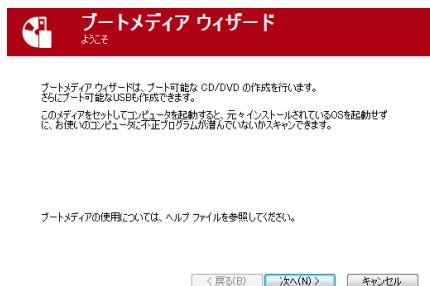 ブートメディア ウィザード
ようこそ
ブートメディア ウィザードは、ブート可能な CD/DVD の作成を行います。
さらにブート可能なUSBも作成できます。
このメディアをセットしてコンピュータを起動すると、元々インストールされているOSを起動せず
に、お使いのコンピュータに不正プログラムが潜んでいないかスキャンできます。
ブートメディアの使用については、ヘルプ ファイルを参照してください。
< 戻る(B)
次へ(N) >
キャンセル